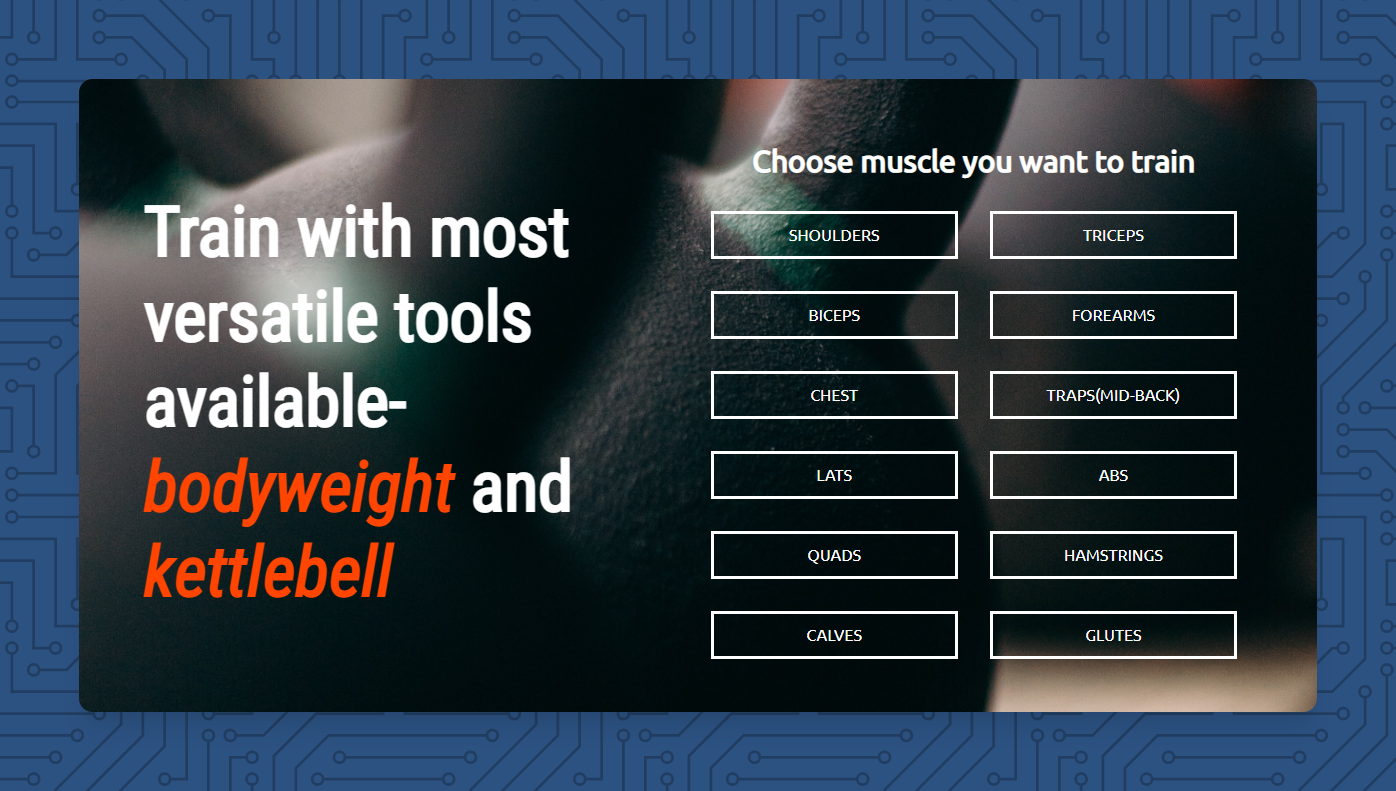 Train with most
versatile tools
available-
bodyweight and
kettlebell
Choose muscle you want to train
SHOULDERS
TRICEPS
BICEPS
FOREARMS
CHEST
TRAPS(MID-BACK)
LATS
ABS
QUADS
HAMSTRINGS
CALVES
GLUTES